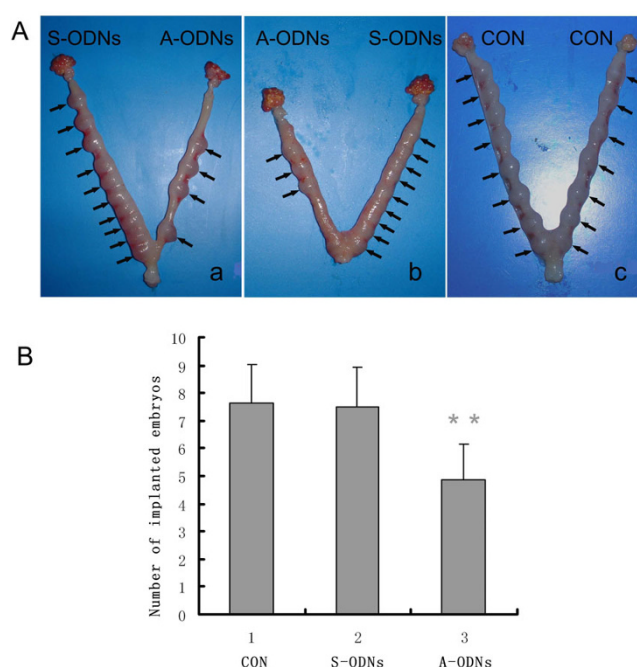 A
S-ODNs A-ODNs
A-ODNs S-ODNs
CON CON
a
b
c
B
Number of implanted embryos
10
9
8
7
6
5
4
3
2
1
0
* *
1 2 3
CON S-ODNs A-ODNs